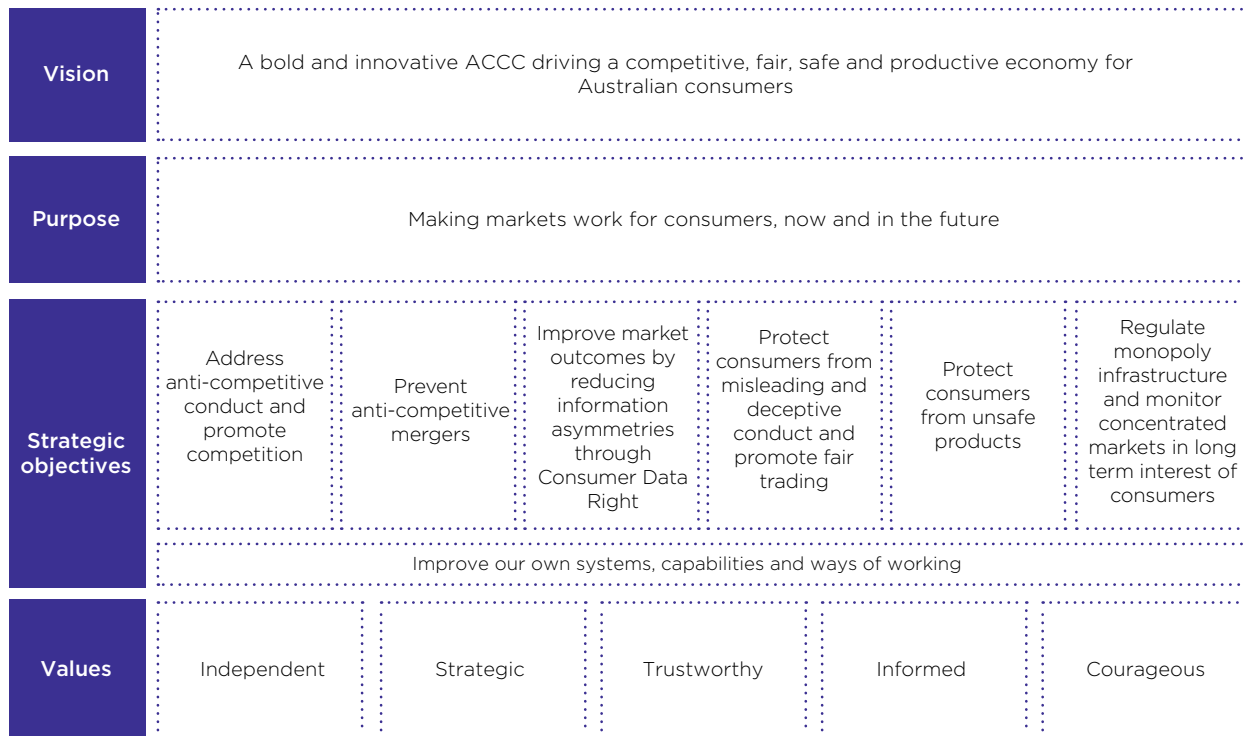 Vision
A bold and innovative ACCC driving a competitive, fair, safe and productive economy for
Australian consumers
Purpose
Making markets work for consumers, now and in the future
Strategic
objectives
Address
anti-competitive
conduct and
promote
competition
Prevent
anti-competitive
mergers
Improve market
outcomes by
reducing
information
asymmetries
through
Consumer Data
Right
Protect
consumers from
misleading and
deceptive
conduct and
promote fair
trading
Protect
consumers
from unsafe
products
Regulate
monopoly
infrastructure
and monitor
concentrated
markets in long
term interest of
consumers
Improve our own systems, capabilities and ways of working
Values
Independent
Strategic
Trustworthy
Informed
Courageous